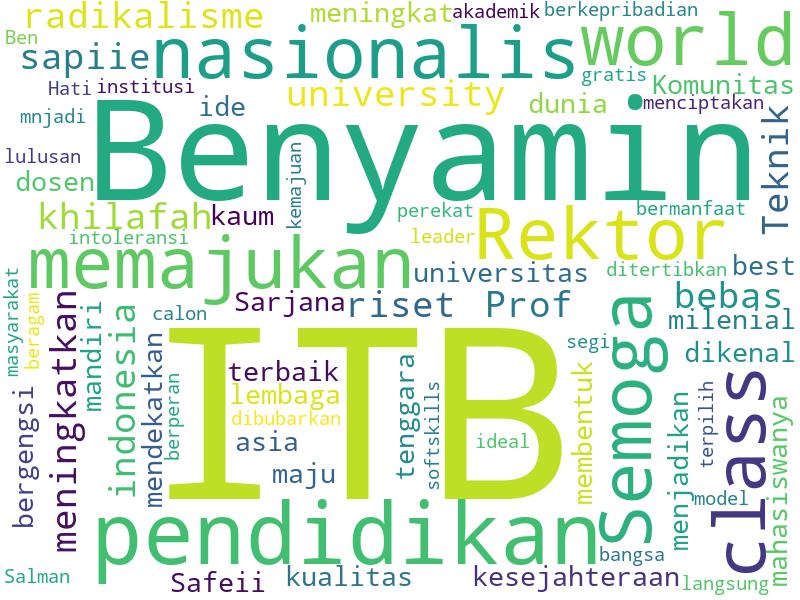 radikalisme
meningkat
akademik
berkepribadian
Ben
sapiie
nasionalis
world
gratis
Komunitas
Hati
institusi
ide
university
dunia
menciptakan
mnjadi
Benyamin.
Teknik
lulusan
dosen
kemajuan
khilafah
kaum
perekat
bermanfaat
intoleransi
leader
Rektor
memajukan
universitas
ditertibkan
best
masyarakat
beragam
meningkatkan
mandiri
indonesia
calon
Sarjana
riset
Prof
bebas
milenial
segi
dikenal
Semoga
mendekatkan
berperan
ITB
terbaik
lembaga
dibubarkan
asia
maju
tenggara
softskills
ideal
membentuk
menjadikan
terpilih
class
mahasiswanya
bergengsi
model
pendidikan
bangsa
Salman
Safeii
kualitas
kesejahteraan
langsung